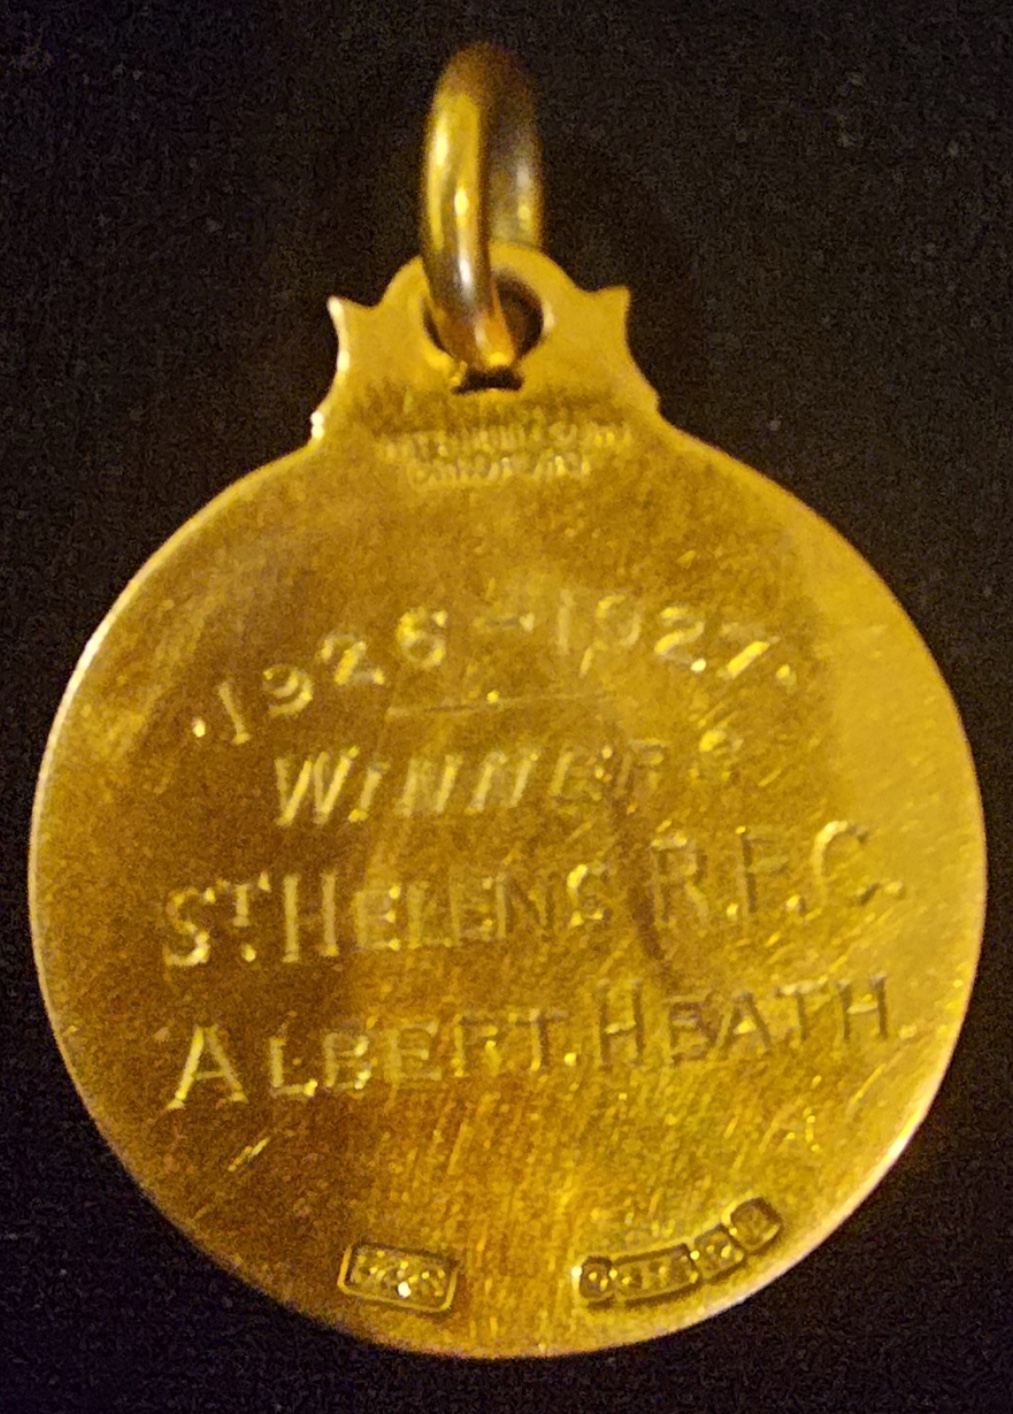 .1926-1927.
WINNERS
ST. HELENS R.F.C.
ALBERT. HEATH.